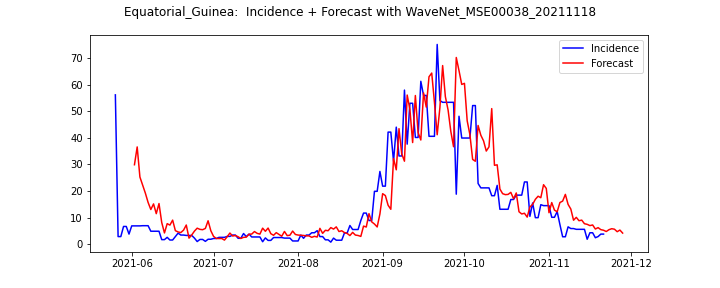 Equatorial_Guinea:  Incidence + Forecast with WaveNet_MSE00038_20211118
Incidence
Forecast
70
60
50
40
30
20
10
0
2021-06 2021-07 2021-08 2021-09 2021-10 2021-11 2021-12